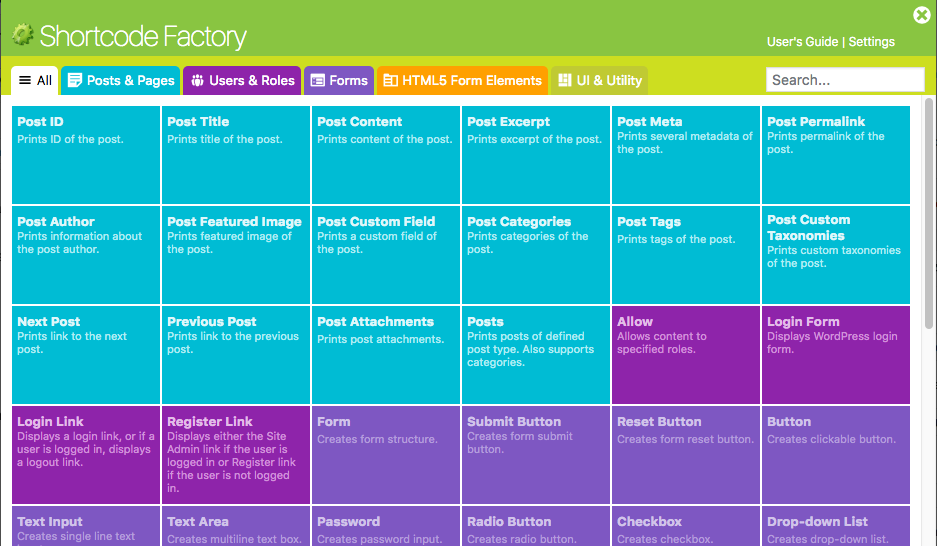 Shortcode Factory
User's Guide | Settings
All
Posts & Pages
Users & Roles
Forms
HTML5 Form Elements
UI & Utility
Search...
Post ID
Prints ID of the post.
Post Title
Prints title of the post.
Post Content
Prints content of the post.
Post Excerpt
Prints excerpt of the post.
Post Meta
Prints several metadata of
the post.
Post Permalink
Prints permalink of the
post.
Post Author
Prints information about
the post author.
Post Featured Image
Prints featured image of
the post.
Post Custom Field
Prints a custom field of
the post.
Post Categories
Prints categories of the
post.
Post Tags
Prints tags of the post.
Post Custom
Taxonomies
Prints custom taxonomies
of the post.
Next Post
Prints link to the next
post.
Previous Post
Prints link to the previous
post.
Post Attachments
Prints post attachments.
Posts
Prints posts of defined
post type. Also supports
categories.
Allow
Allows content to
specified roles.
Login Form
Displays WordPress login
form.
Login Link
Displays a login link, or if a
user is logged in, displays
a logout link.
Register Link
Displays either the Site
Admin link if the user is
logged in or Register link
if the user is not logged
in.
Form
Creates form structure.
Submit Button
Creates form submit
button.
Reset Button
Creates form reset button.
Button
Creates clickable button.
Text Input
Creates single line text
Text Area
Creates multiline text box.
Password
Creates password input.
Radio Button
Creates radio button.
Checkbox
Creates checkbox.
Drop-down List
Creates drop-down list.